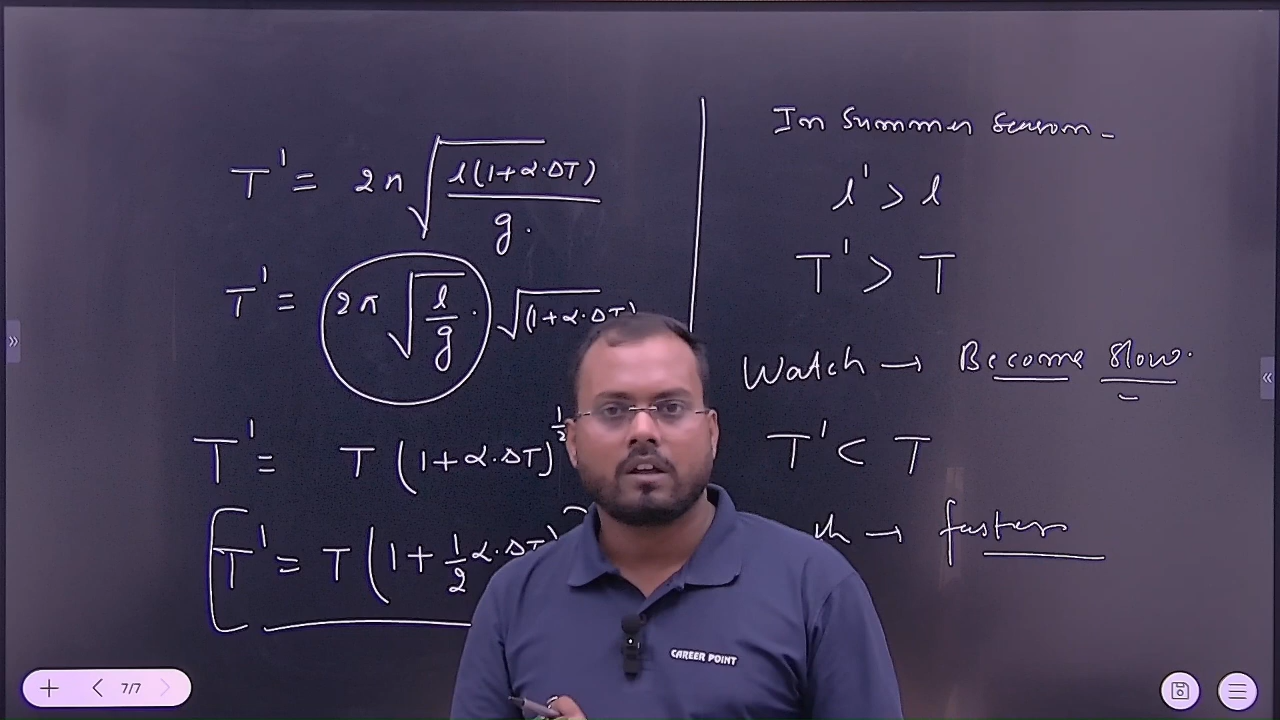 T' = 2π √(l(1+α·ΔT)/g)
T' = 2π √(l/g) · √(1+α·ΔT)
T' = T (1+α·ΔT)^½
T' = T (1+½ α·ΔT)
In Summer Season -
l' > l
T' > T
Watch → Become Slow.
T' < T
→ faster
CAREER POINT
7/7